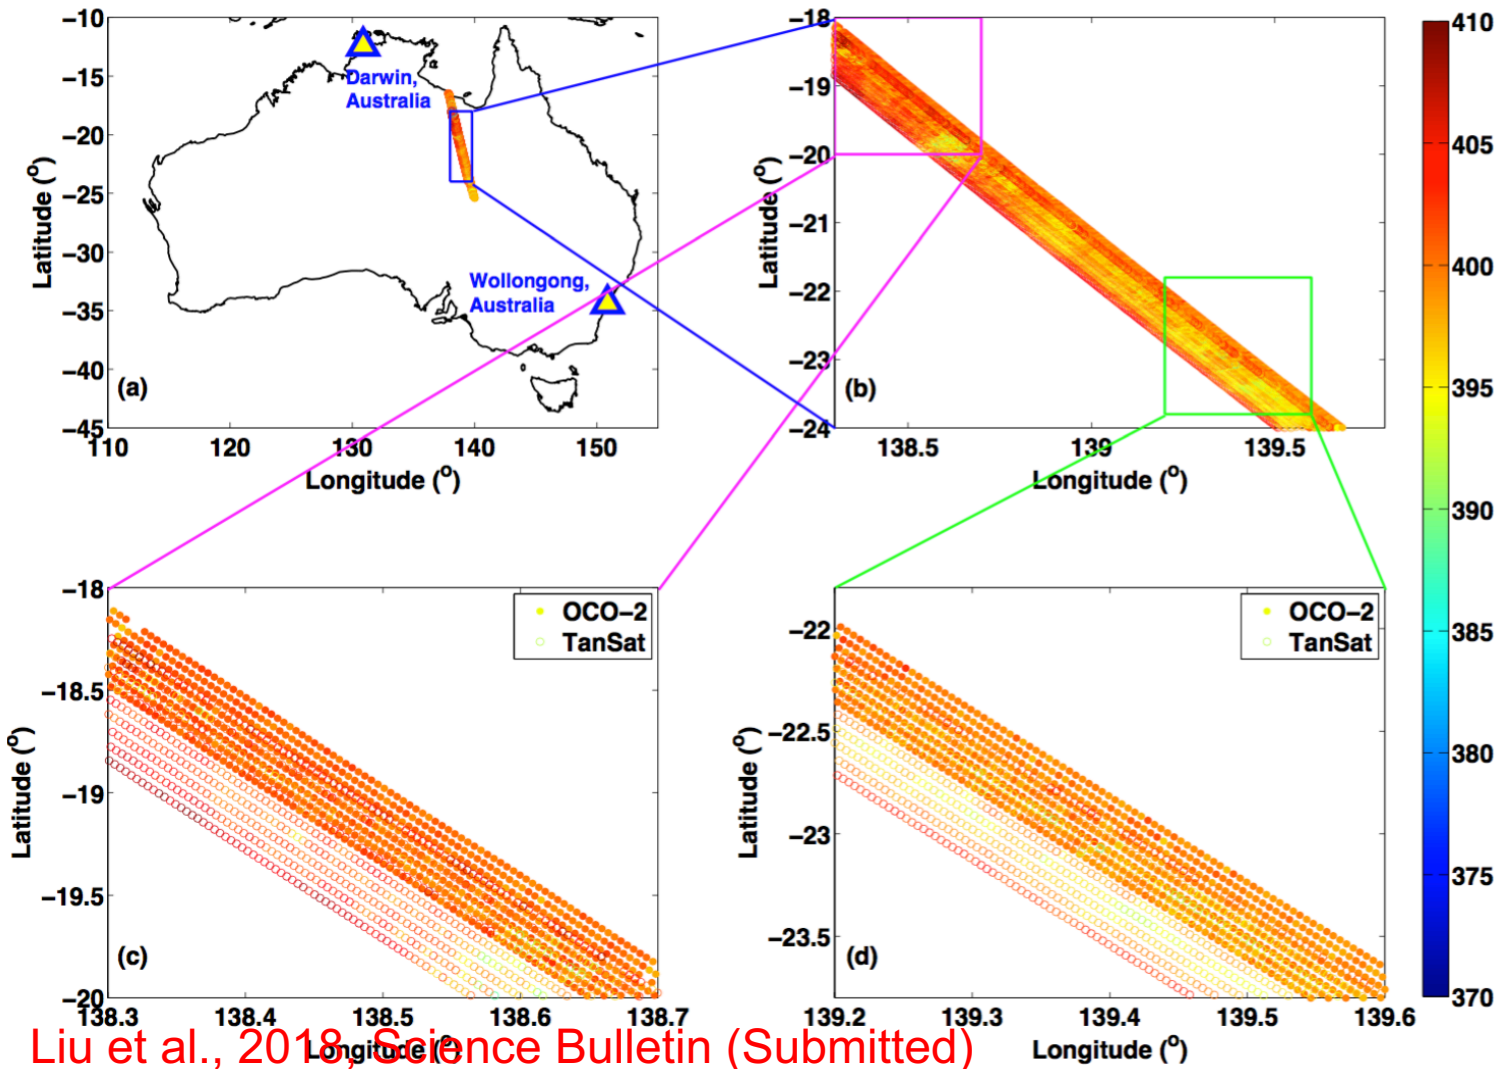 −10
−15
−20
−25
−30
−35
−40
−45
110
120
130
140
150
Latitude (°)
Longitude (°)
Darwin,
Australia
Wollongong,
Australia
(a)
−18
−19
−20
−21
−22
−23
−24
138.5
139
139.5
Latitude (°)
Longitude (°)
(b)
410
405
400
395
390
385
380
375
370
−18
−18.5
−19
−19.5
−20
138.3
138.4
138.5
138.6
138.7
Latitude (°)
Longitude (°)
OCO−2
TanSat
(c)
−22
−22.5
−23
−23.5
139.2
139.3
139.4
139.5
139.6
Latitude (°)
Longitude (°)
OCO−2
TanSat
(d)
Liu et al., 2018, Science Bulletin (Submitted)